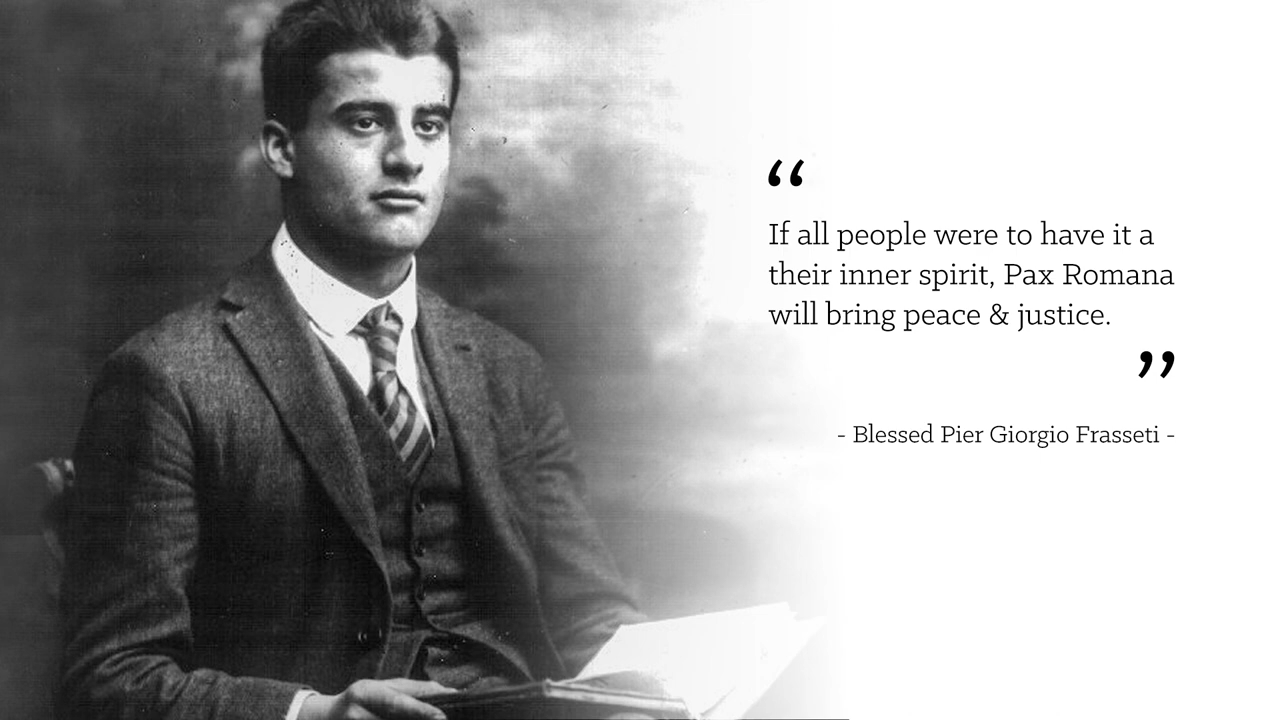 “
If all people were to have it a
their inner spirit, Pax Romana
will bring peace & justice.
”
- Blessed Pier Giorgio Frasseti -